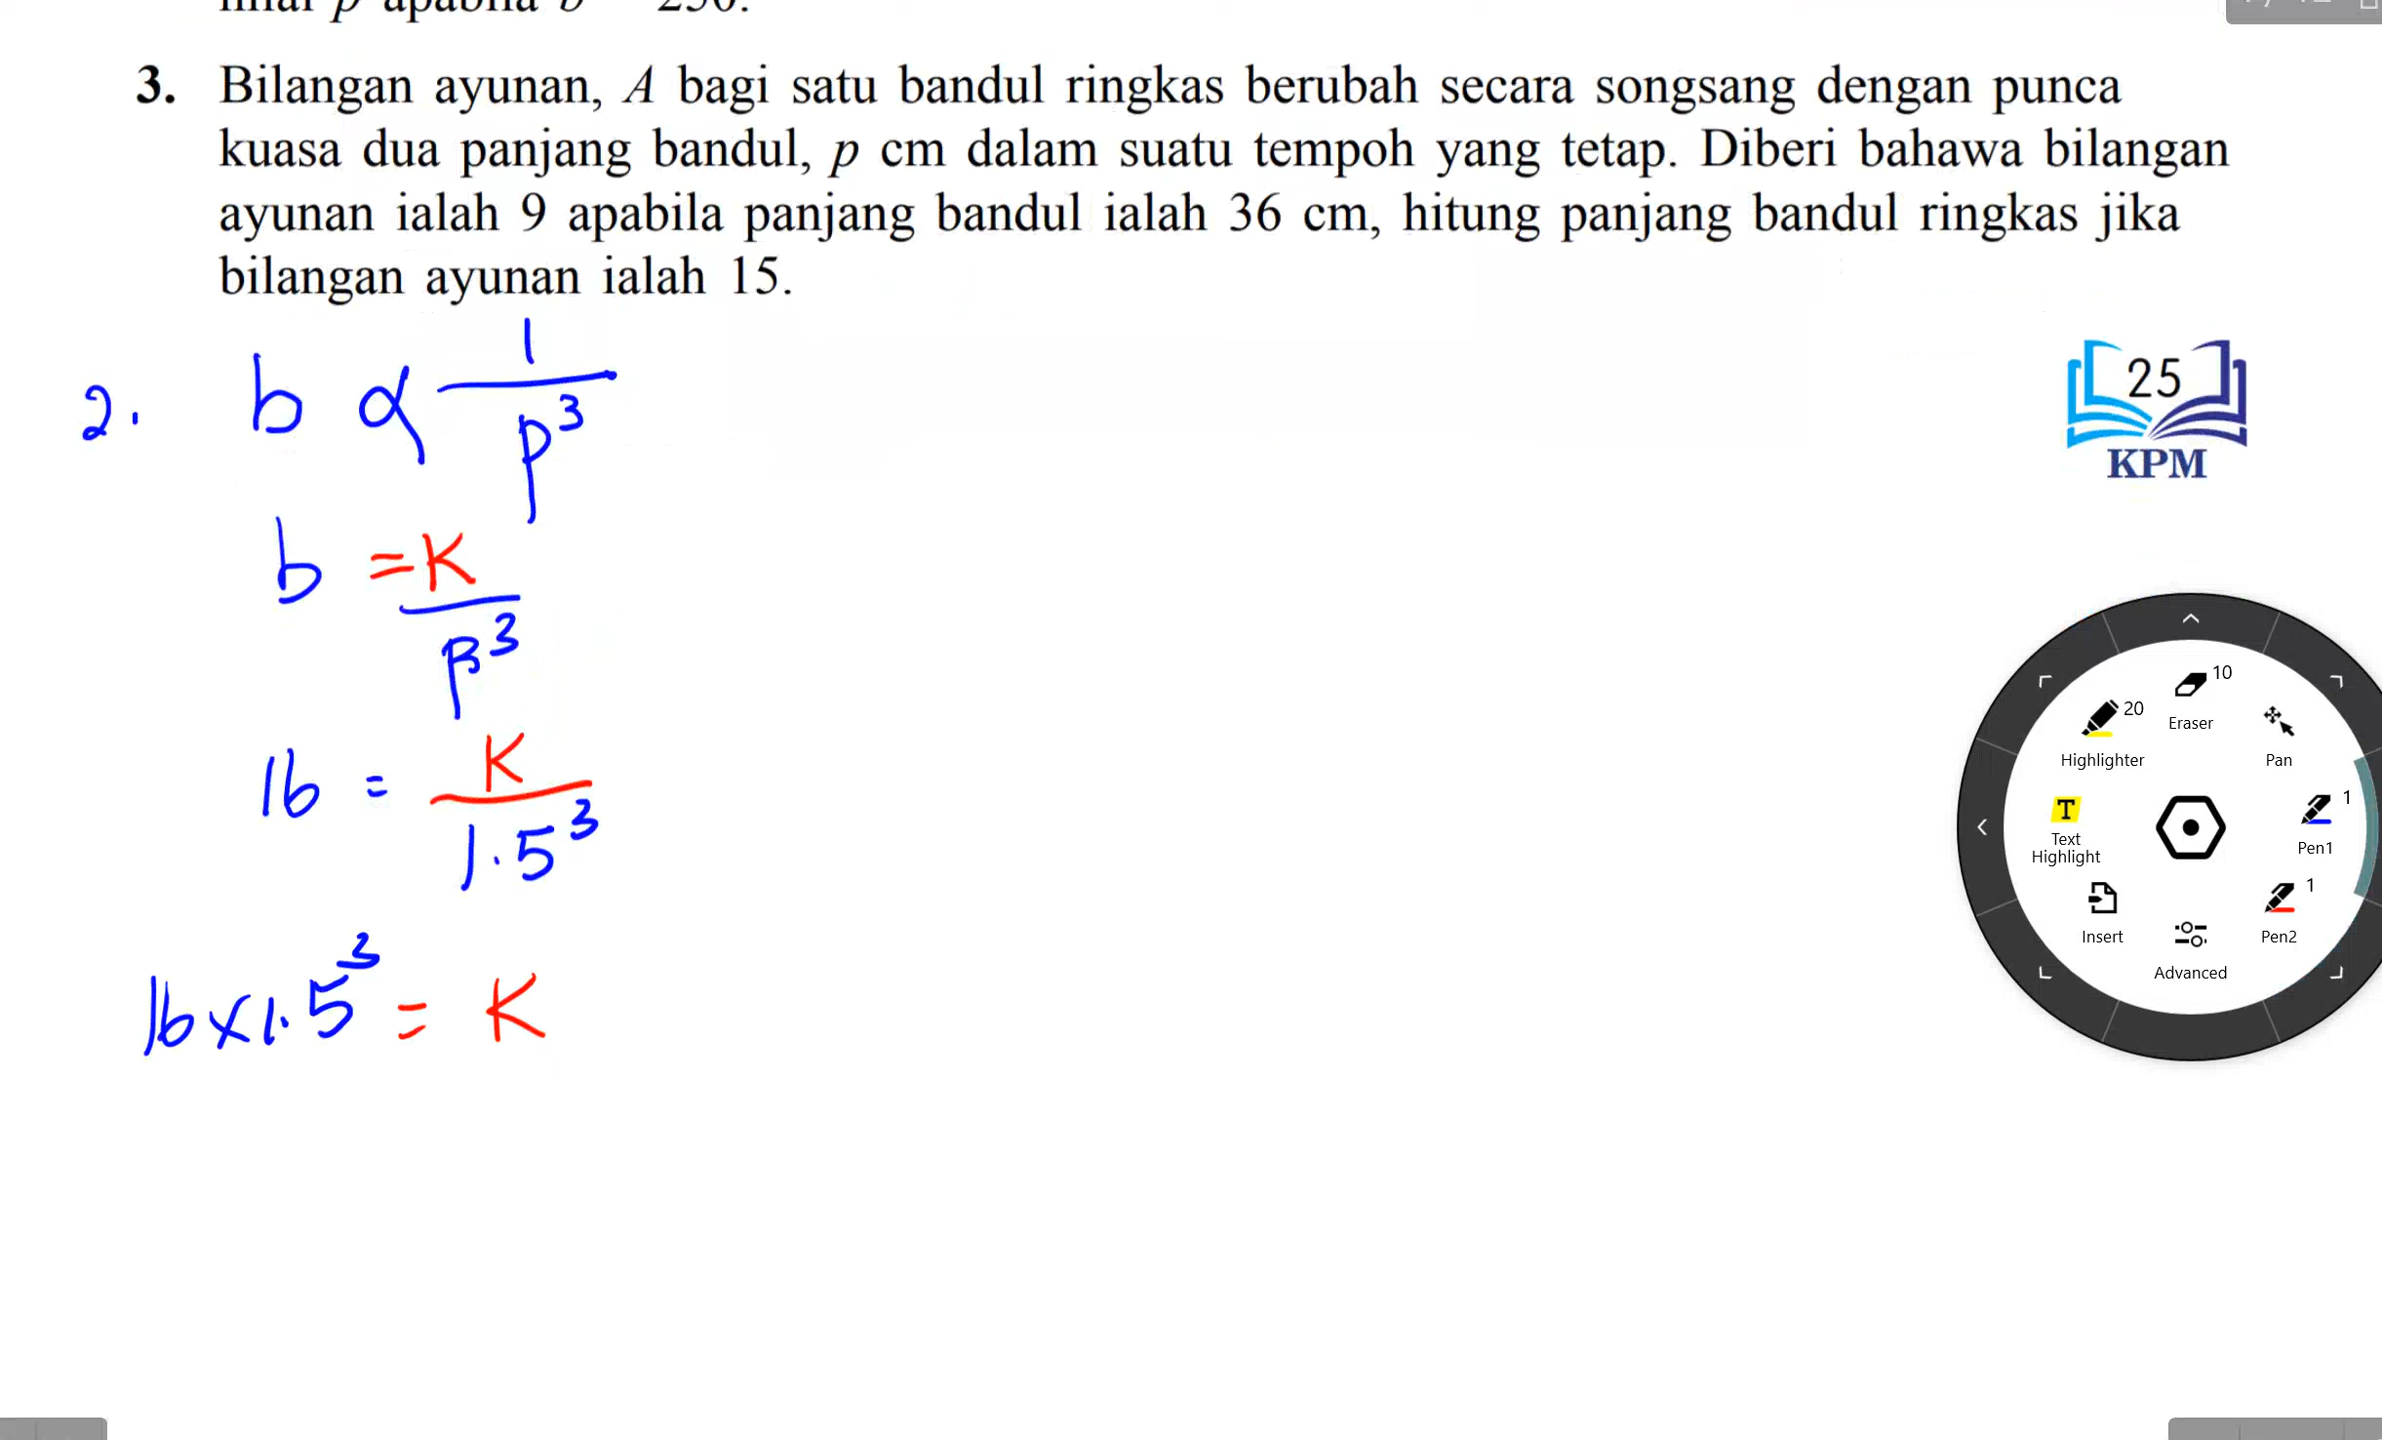 3. Bilangan ayunan, A bagi satu bandul ringkas berubah secara songsang dengan punca
kuasa dua panjang bandul, p cm dalam suatu tempoh yang tetap. Diberi bahawa bilangan
ayunan ialah 9 apabila panjang bandul ialah 36 cm, hitung panjang bandul ringkas jika
bilangan ayunan ialah 15.
2. b α 1/p³
25
KPM
b = K/p³
16 = K/1.5³
16 x 1.5³ = K
10
Eraser
20
Highlighter
Pan
T
Text
Highlight
1
Pen1
1
Pen2
Insert
Advanced